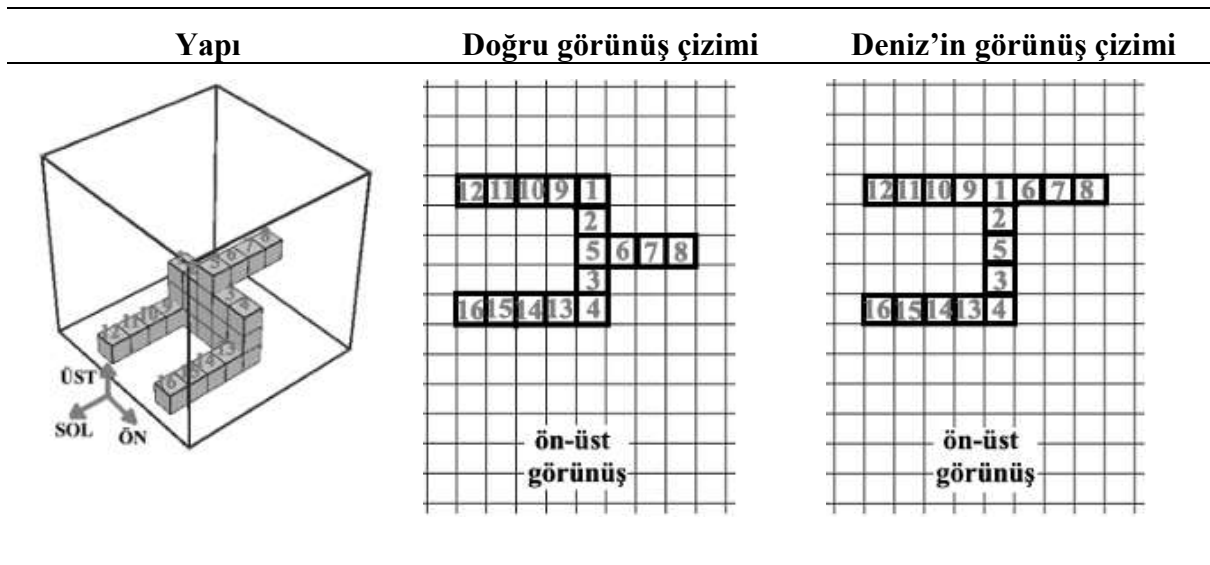 Yapı Doğru görünüş çizimi Deniz’in görünüş çizimi
ÜST
SOL ÖN
12 11 10 9 1
2
5 6 7 8
3
16 15 14 13 4
ön-üst
görünüş
12 11 10 9 1 6 7 8
2
5
3
16 15 14 13 4
ön-üst
görünüş